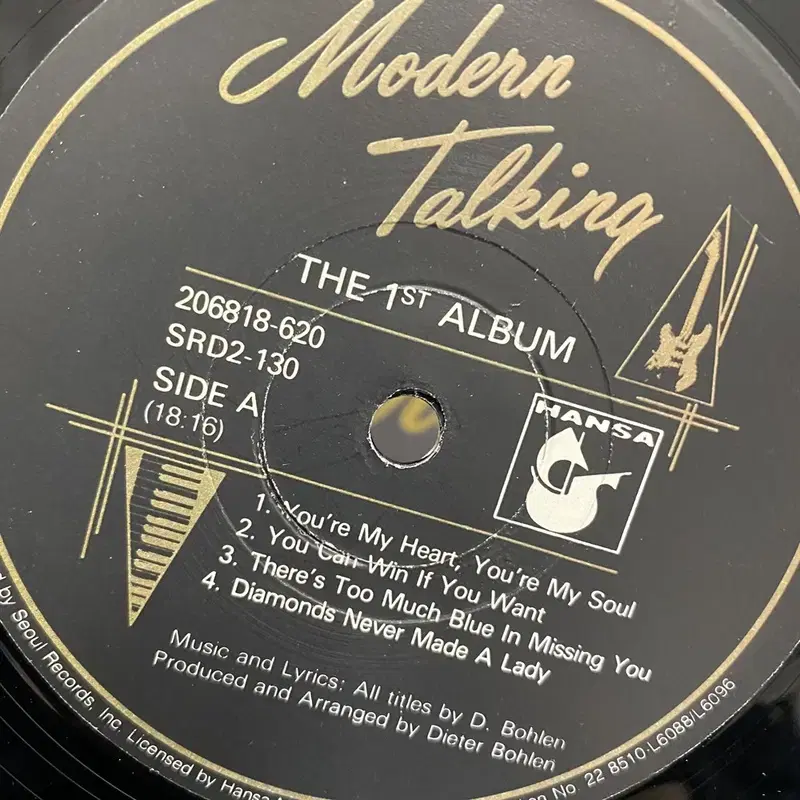 Modern
Talking
THE 1ST ALBUM
206818-620
SRD2-130
SIDE A
(18:16)
HANSA
1. You're My Heart, You're My Soul
2. You Can Win If You Want
3. There's Too Much Blue In Missing You
4. Diamonds Never Made A Lady
Music and Lyrics: All titles by D. Bohlen
Produced and Arranged by Dieter Bohlen
by Seoul Records, Inc. Licensed by Hansa
No 22 8510-L6088/L6096